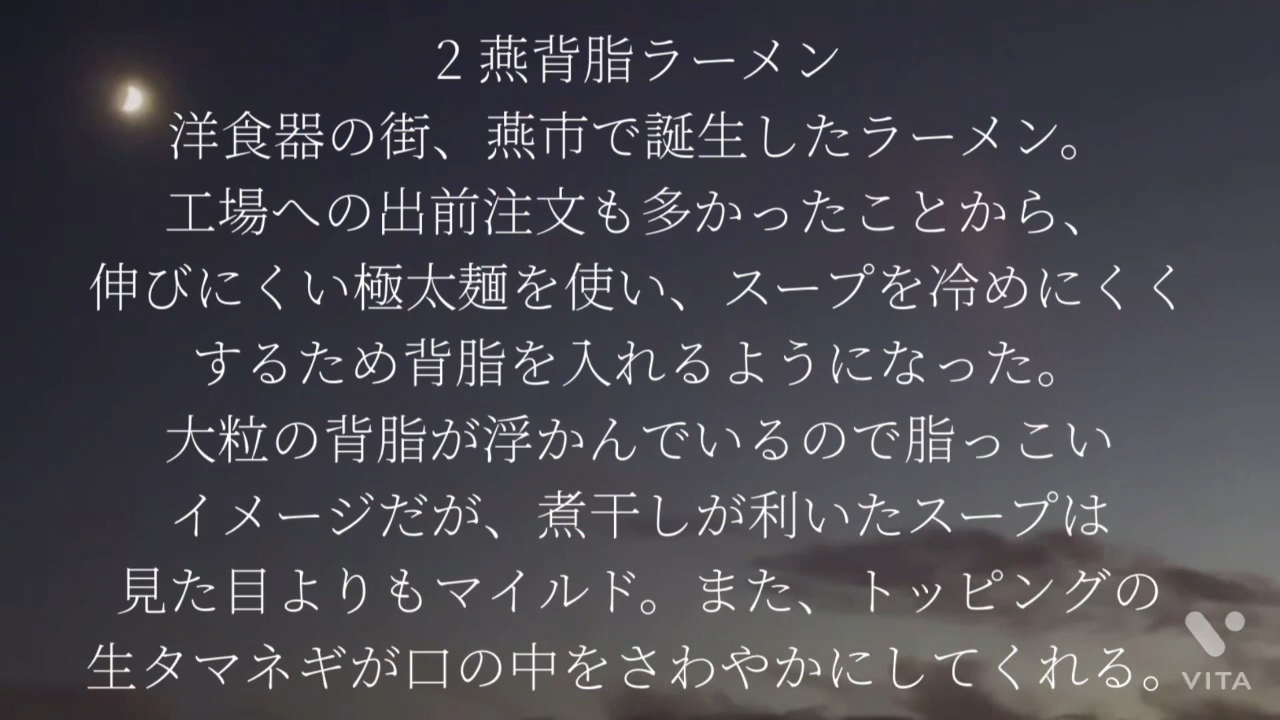 2 燕背脂ラーメン
洋食器の街、燕市で誕生したラーメン。
工場への出前注文も多かったことから、
伸びにくい極太麺を使い、スープを冷めにくく
するため背脂を入れるようになった。
大粒の背脂が浮かんでいるので脂っこい
イメージだが、煮干しが利いたスープは
見た目よりもマイルド。また、トッピングの
生タマネギが口の中をさわやかにしてくれる。
VITA